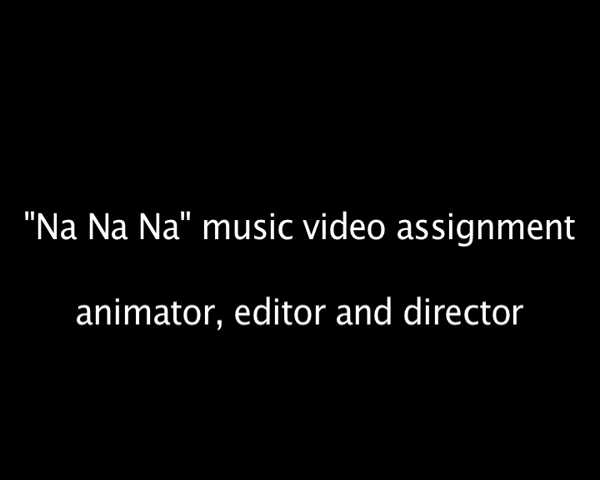 "Na Na Na" music video assignment
animator, editor and director